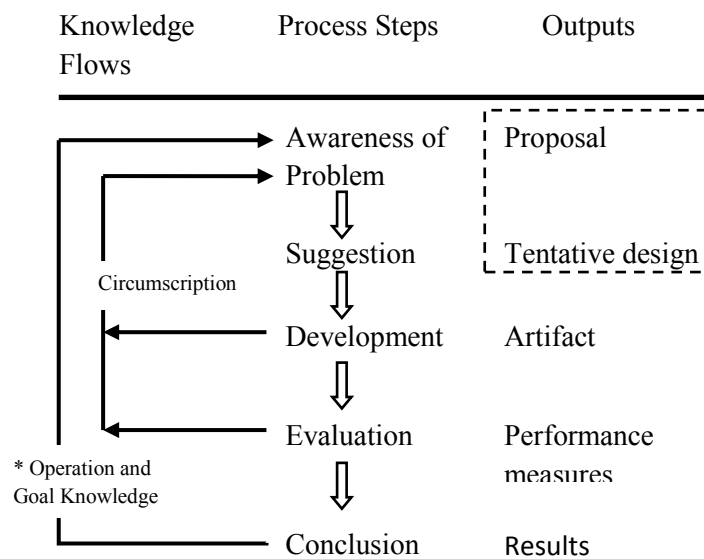 Knowledge Flows
Process Steps
Outputs
Awareness of Problem
Proposal
Suggestion
Tentative design
Circumscription
Development
Artifact
Evaluation
Performance measures
* Operation and
Goal Knowledge
Conclusion
Results